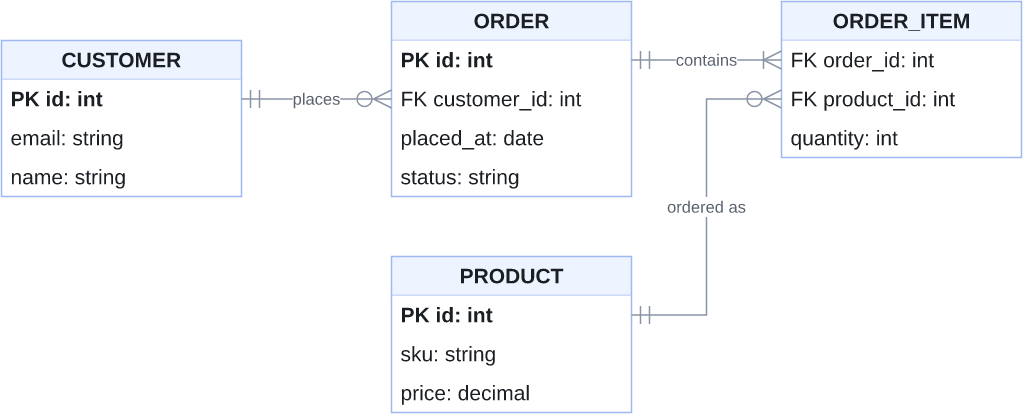 CUSTOMER
PK id: int
email: string
name: string
places
ORDER
PK id: int
FK customer_id: int
placed_at: date
status: string
contains
ORDER_ITEM
FK order_id: int
FK product_id: int
quantity: int
ordered as
PRODUCT
PK id: int
sku: string
price: decimal